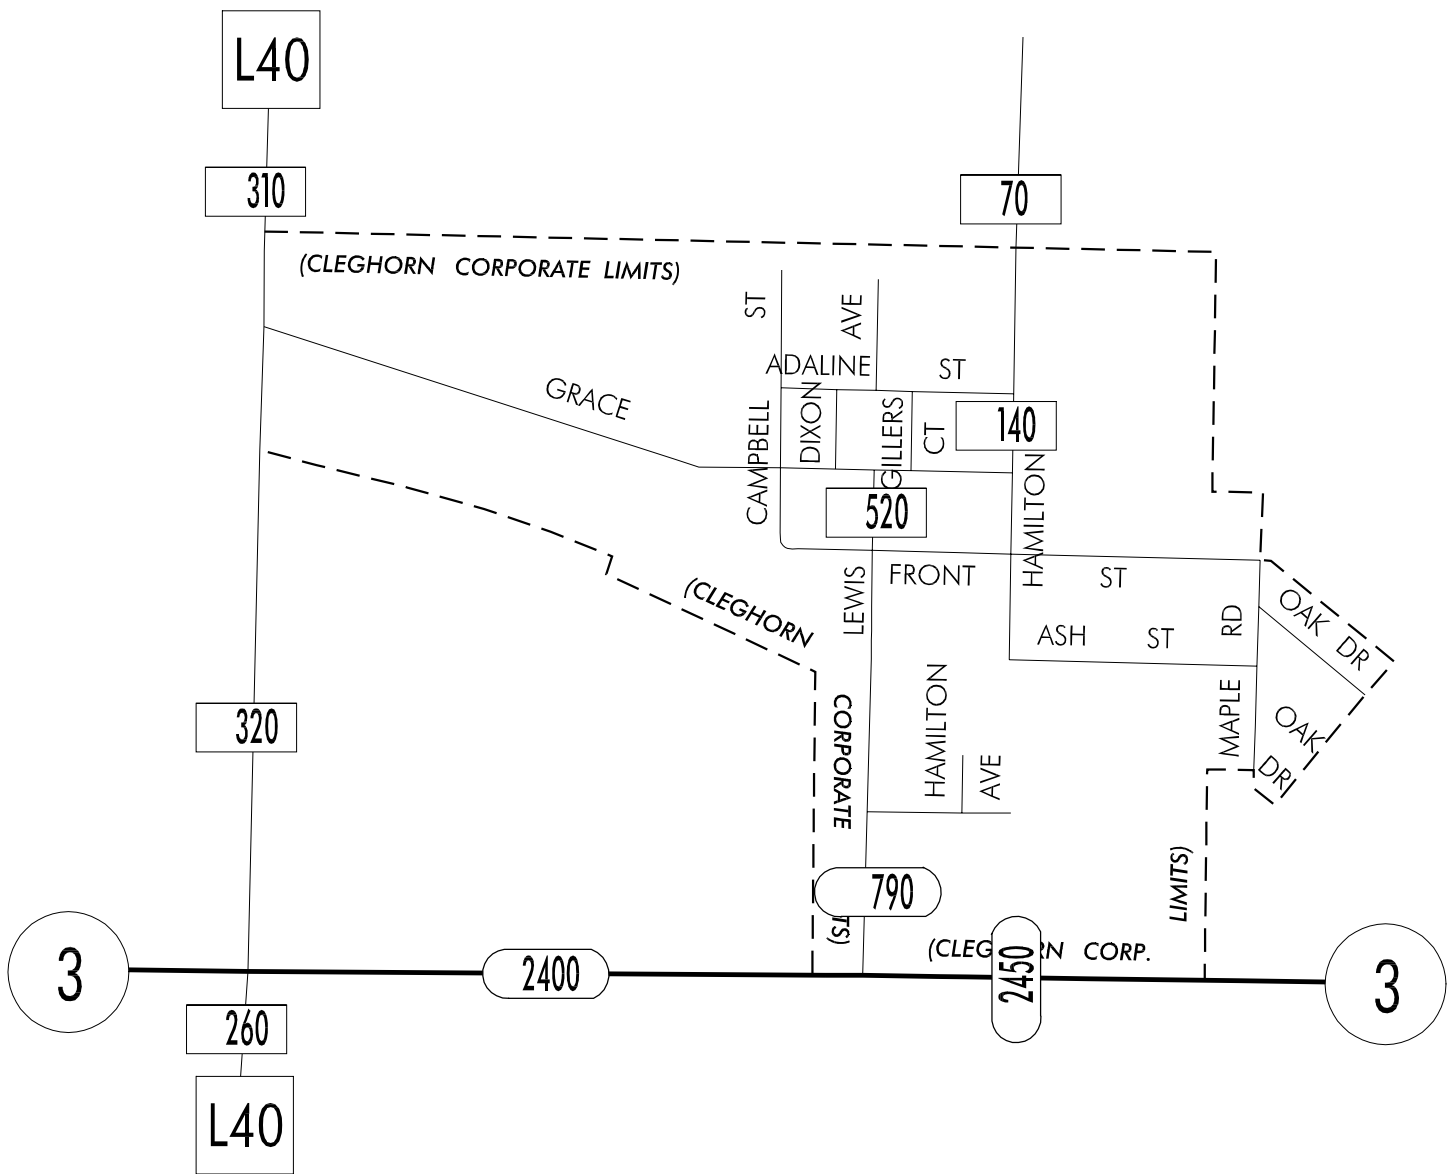 L40
310
70
(CLEGHORN CORPORATE LIMITS)
ST
AVE
ADALINE ST
GRACE
CAMPBELL
DIXON
GILLERS
CT
140
520
HAMILTON
LEWIS
FRONT ST
(CLEGHORN
ASH ST
RD
OAK DR
HAMILTON
AVE
CORPORATE
MAPLE
OAK
DR
320
790
TS)
LIMITS)
(CLEG RN CORP.
3
2400
2450
3
260
L40